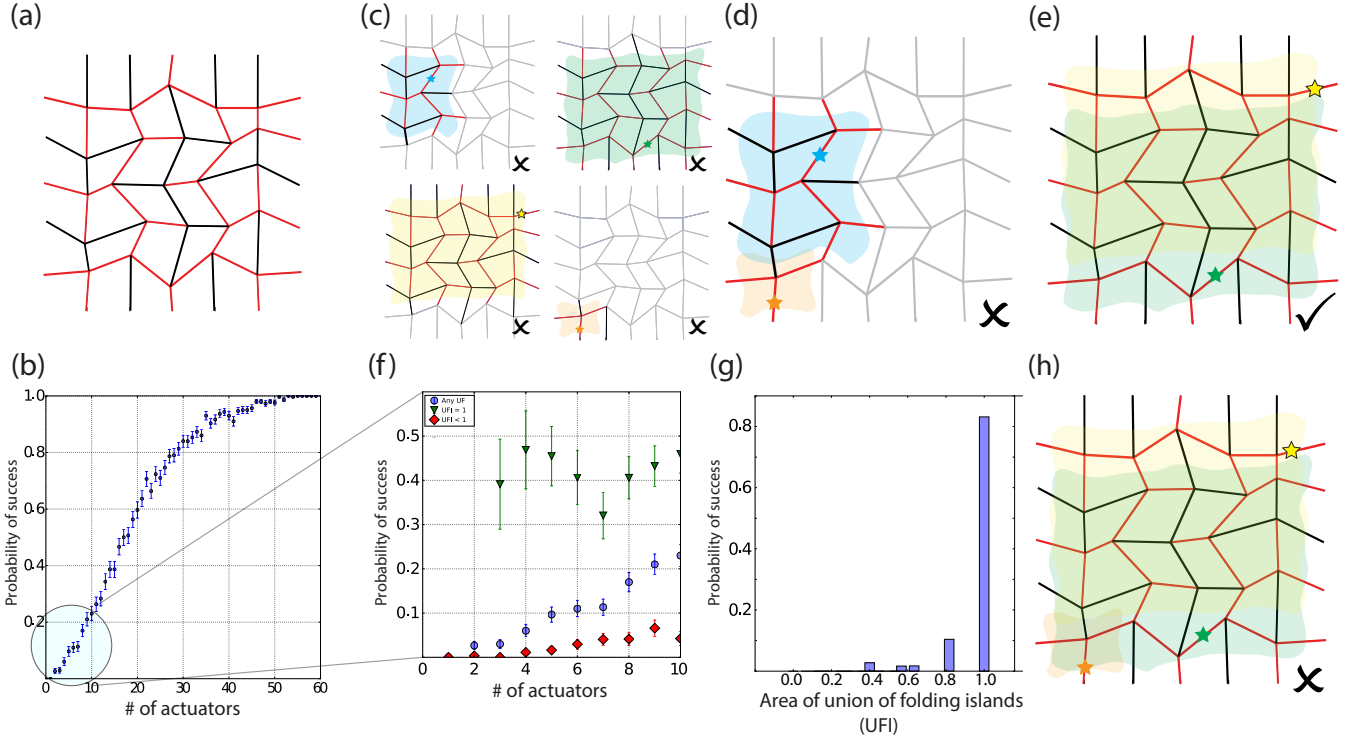 (a)
(c)
(d)
(e)
(b)
Probability of success
1.0
0.8
0.6
0.4
0.2
0
10
20
30
40
50
60
# of actuators
(f)
Any UF
UFI = 1
UFI < 1
Probability of success
0.5
0.4
0.3
0.2
0.1
0
2
4
6
8
10
# of actuators
(g)
Probability of success
0.8
0.6
0.4
0.2
0.0
0.2
0.4
0.6
0.8
1.0
Area of union of folding islands
(UFI)
(h)